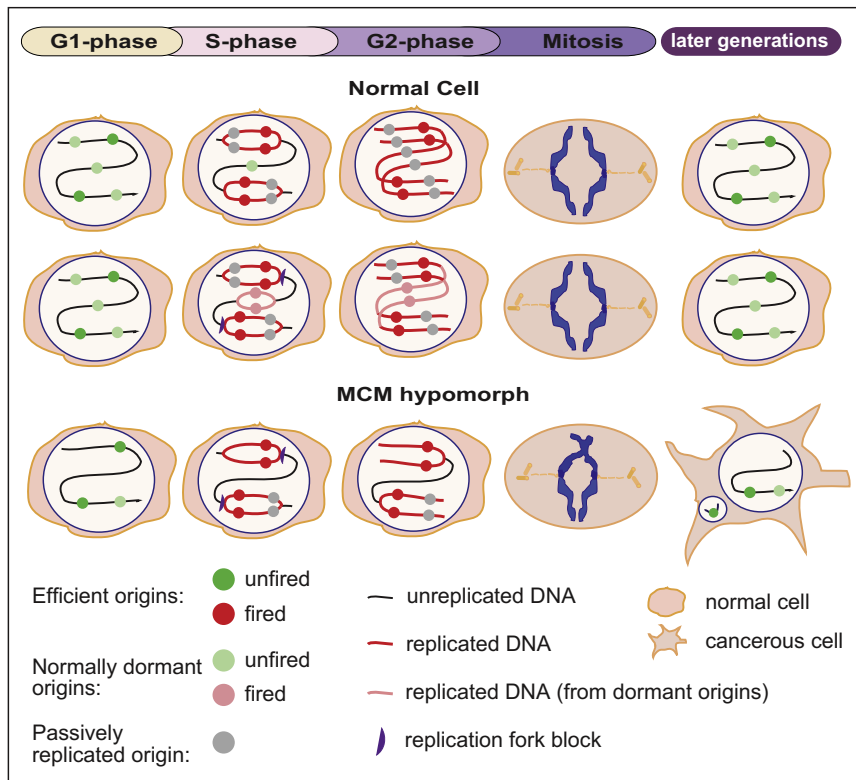 G1-phase S-phase G2-phase Mitosis later generations
Normal Cell
MCM hypomorph
Efficient origins:
unfired
fired
Normally dormant
origins:
unfired
fired
Passively
replicated origin:
unreplicated DNA
replicated DNA
replicated DNA (from dormant origins)
replication fork block
normal cell
cancerous cell